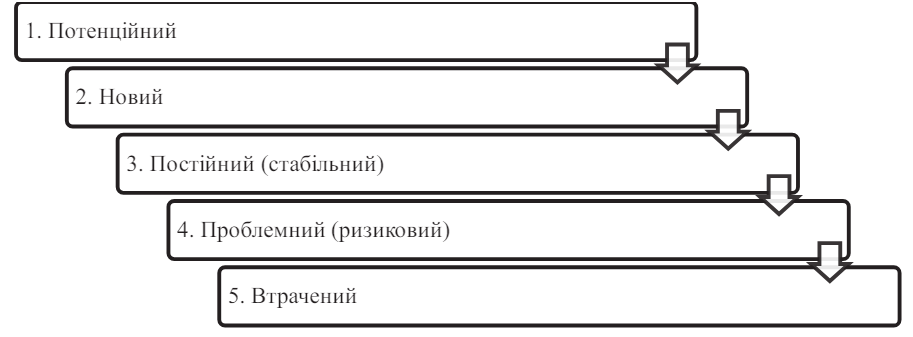 1. Потенційний
2. Новий
3. Постійний (стабільний)
4. Проблемний (ризиковий)
5. Втрачений